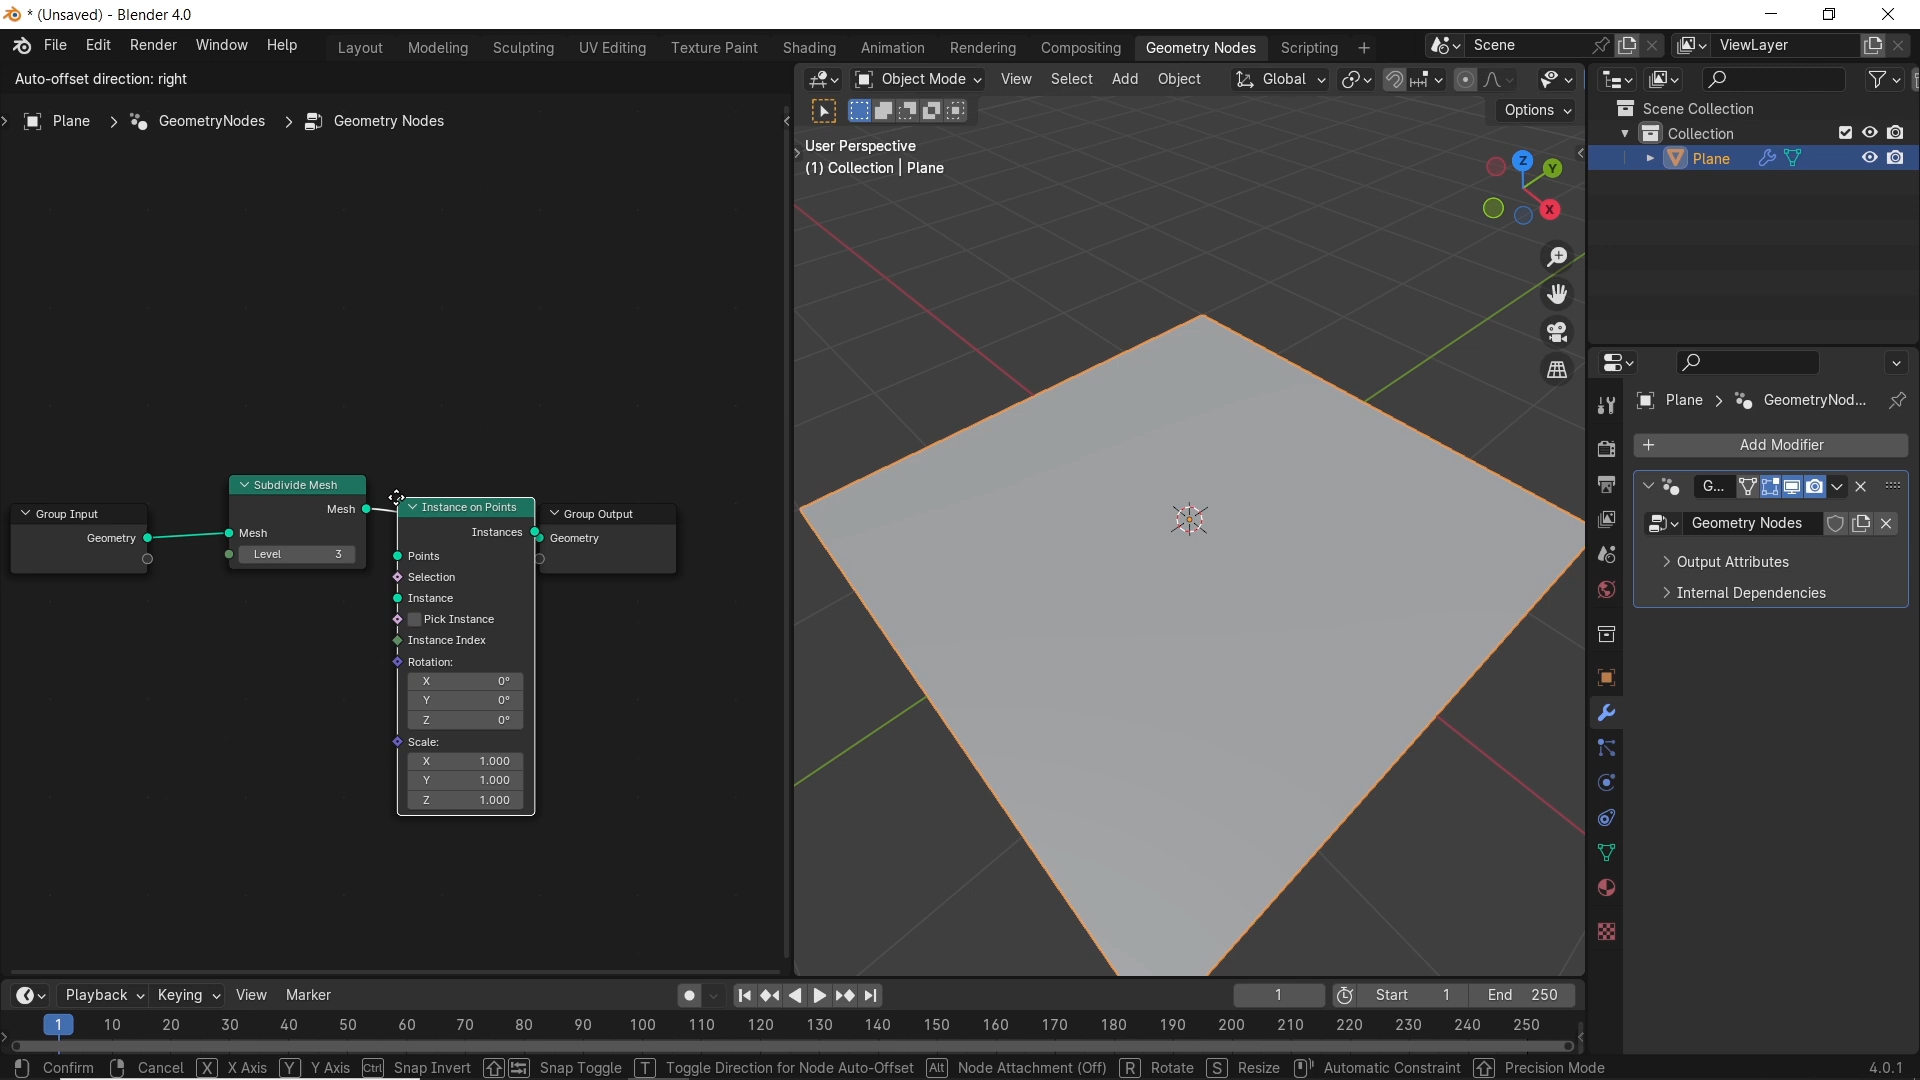 * (Unsaved) - Blender 4.0
File Edit Render Window Help
Layout Modeling Sculpting UV Editing Texture Paint Shading Animation Rendering Compositing Geometry Nodes Scripting +
Scene
ViewLayer
Auto-offset direction: right
Object Mode View Select Add Object Global
Options
Plane > GeometryNodes > Geometry Nodes
User Perspective
(1) Collection | Plane
Z
Y
X
Scene Collection
Collection
Plane
Plane > GeometryNod...
+ Add Modifier
G...
Geometry Nodes
Output Attributes
Internal Dependencies
Group Input
Geometry
Subdivide Mesh
Mesh
Mesh
Level 3
Instance on Points
Instances
Points
Selection
Instance
Pick Instance
Instance Index
Rotation:
X 0°
Y 0°
Z 0°
Scale:
X 1.000
Y 1.000
Z 1.000
Group Output
Geometry
Playback Keying View Marker
1
Start 1
End 250
1 10 20 30 40 50 60 70 80 90 100 110 120 130 140 150 160 170 180 190 200 210 220 230 240 250
Confirm Cancel X X Axis Y Y Axis Ctrl Snap Invert Snap Toggle T Toggle Direction for Node Auto-Offset Alt Node Attachment (Off) R Rotate S Resize Automatic Constraint Precision Mode
4.0.1